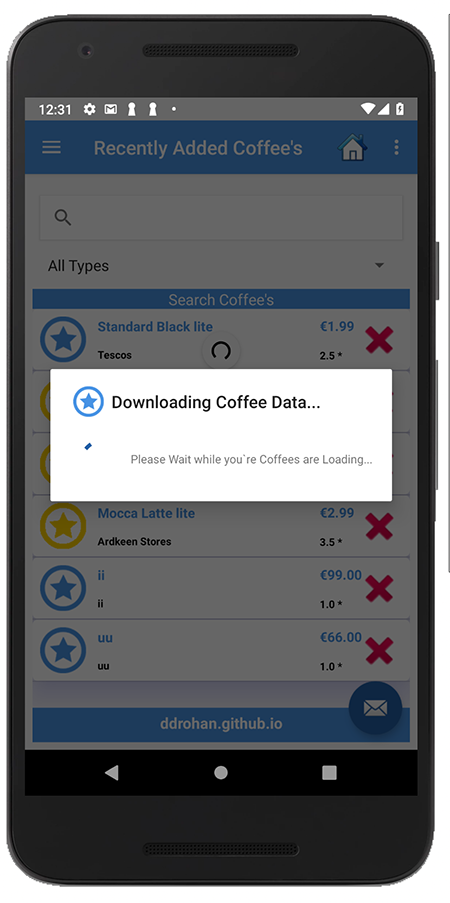 12:31
Recently Added Coffee's
All Types
Search Coffee's
Standard Black lite €1.99
Tescos 2.5 *
Downloading Coffee Data...
Please Wait while you`re Coffees are Loading...
Mocca Latte lite €2.99
Ardkeen Stores 3.5 *
ii €99.00
ii 1.0 *
uu €66.00
uu 1.0 *
ddrohan.github.io